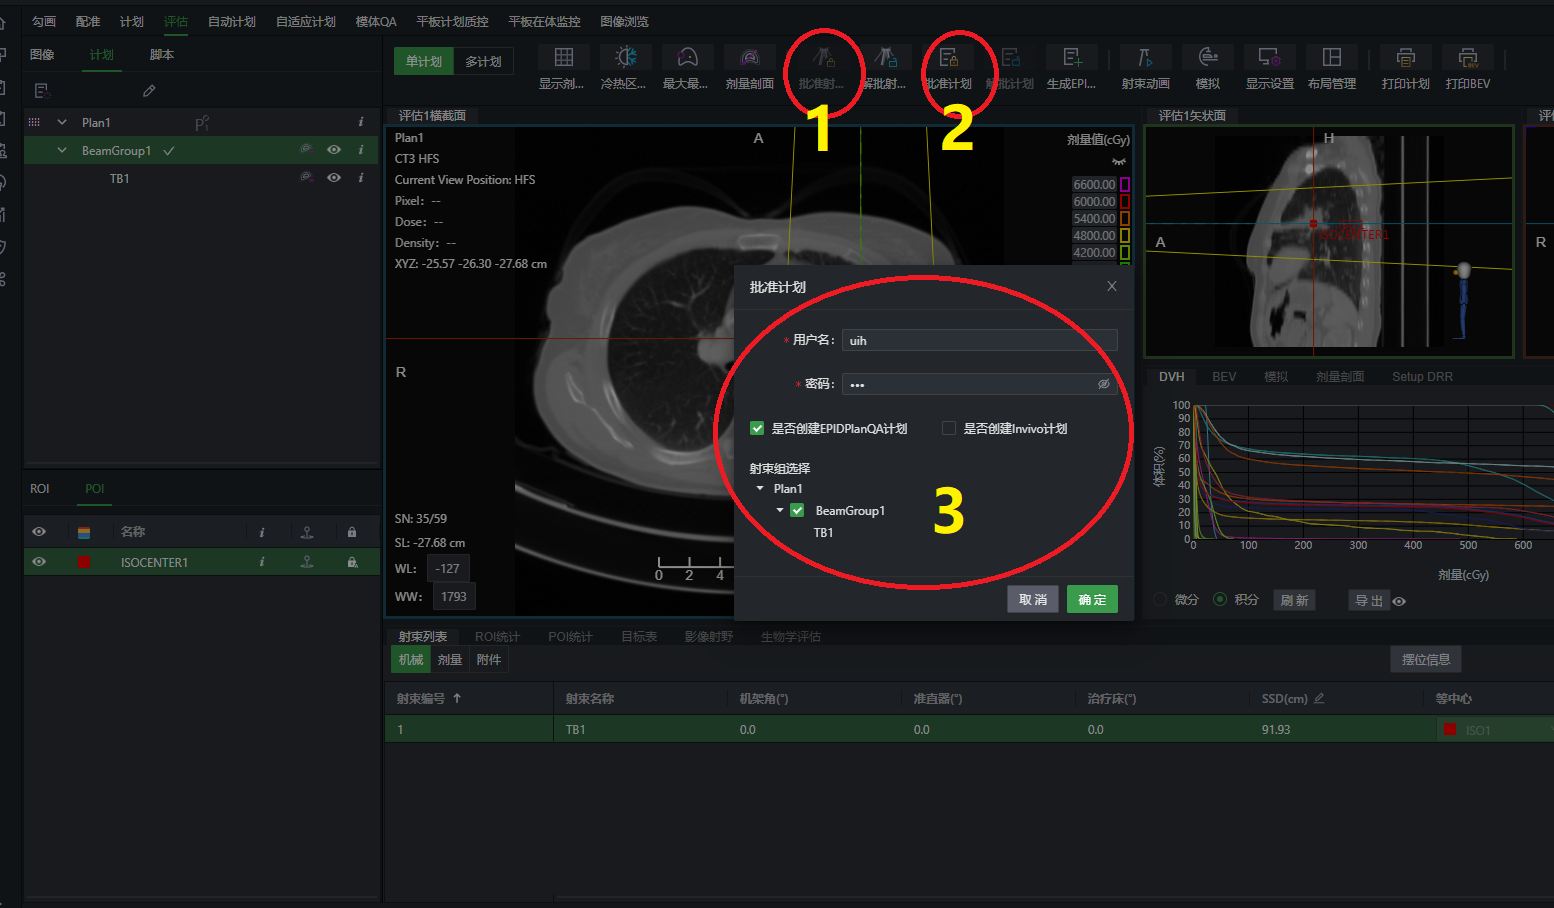 勾画 配准 计划 评估 自动计划 自适应计划 模体QA 平板计划质控 平板在体监控 图像浏览
图像 计划 脚本
单计划 多计划
显示剂... 冷热区... 最大最... 剂量剖面 批准射... 解批射... 批准计划 解批计划 生成EPI... 射束动画 模拟 显示设置 布局管理 打印计划 打印BEV
1
2
Plan1
BeamGroup1
TB1
评估1横截面
Plan1
CT3 HFS
Current View Position: HFS
Pixel: --
Dose: --
Density: --
XYZ: -25.57 -26.30 -27.68 cm
A
R
剂量值(cGy)
6600.00
6000.00
5400.00
4800.00
4200.00
SN: 35/59
SL: -27.68 cm
WL: -127
WW: 1793
0 2 4
批准计划
* 用户名: uih
* 密码: •••
是否创建EPIDPlanQA计划 是否创建Invivo计划
射束组选择
Plan1
BeamGroup1
TB1
3
取消 确定
评估1矢状面
H
A
ISOCENTER1
R
DVH BEV 模拟 剂量剖面 Setup DRR
体积(%)
100
90
80
70
60
50
40
30
20
10
0
0 100 200 300 400 500 600
剂量(cGy)
微分 积分 刷新 导出
ROI POI
名称
ISOCENTER1
射束列表 ROI统计 POI统计 目标表 影像射野 生物学评估
机械 剂量 附件
摆位信息
射束编号 射束名称 机架角(°) 准直器(°) 治疗床(°) SSD(cm) 等中心
1 TB1 0.0 0.0 0.0 91.93 ISO1